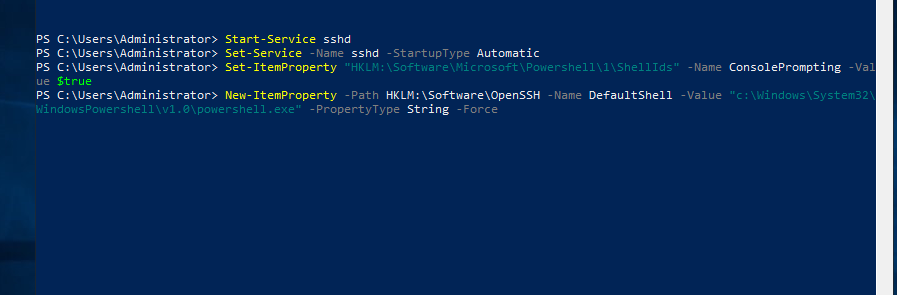 PS C:\Users\Administrator> Start-Service sshd
PS C:\Users\Administrator> Set-Service -Name sshd -StartupType Automatic
PS C:\Users\Administrator> Set-ItemProperty "HKLM:\Software\Microsoft\Powershell\1\ShellIds" -Name ConsolePrompting -Val
ue $true
PS C:\Users\Administrator> New-ItemProperty -Path HKLM:\Software\OpenSSH -Name DefaultShell -Value "c:\Windows\System32\
WindowsPowershell\v1.0\powershell.exe" -PropertyType String -Force